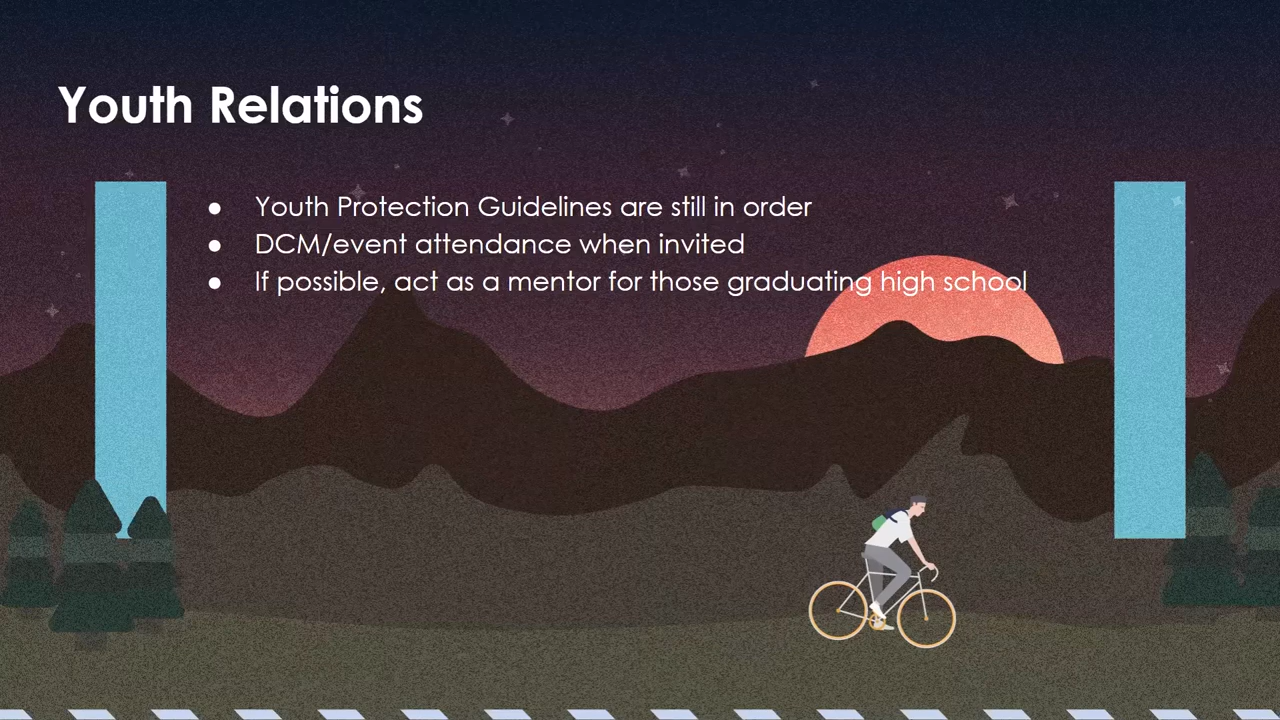 Youth Relations
● Youth Protection Guidelines are still in order
● DCM/event attendance when invited
● If possible, act as a mentor for those graduating high school